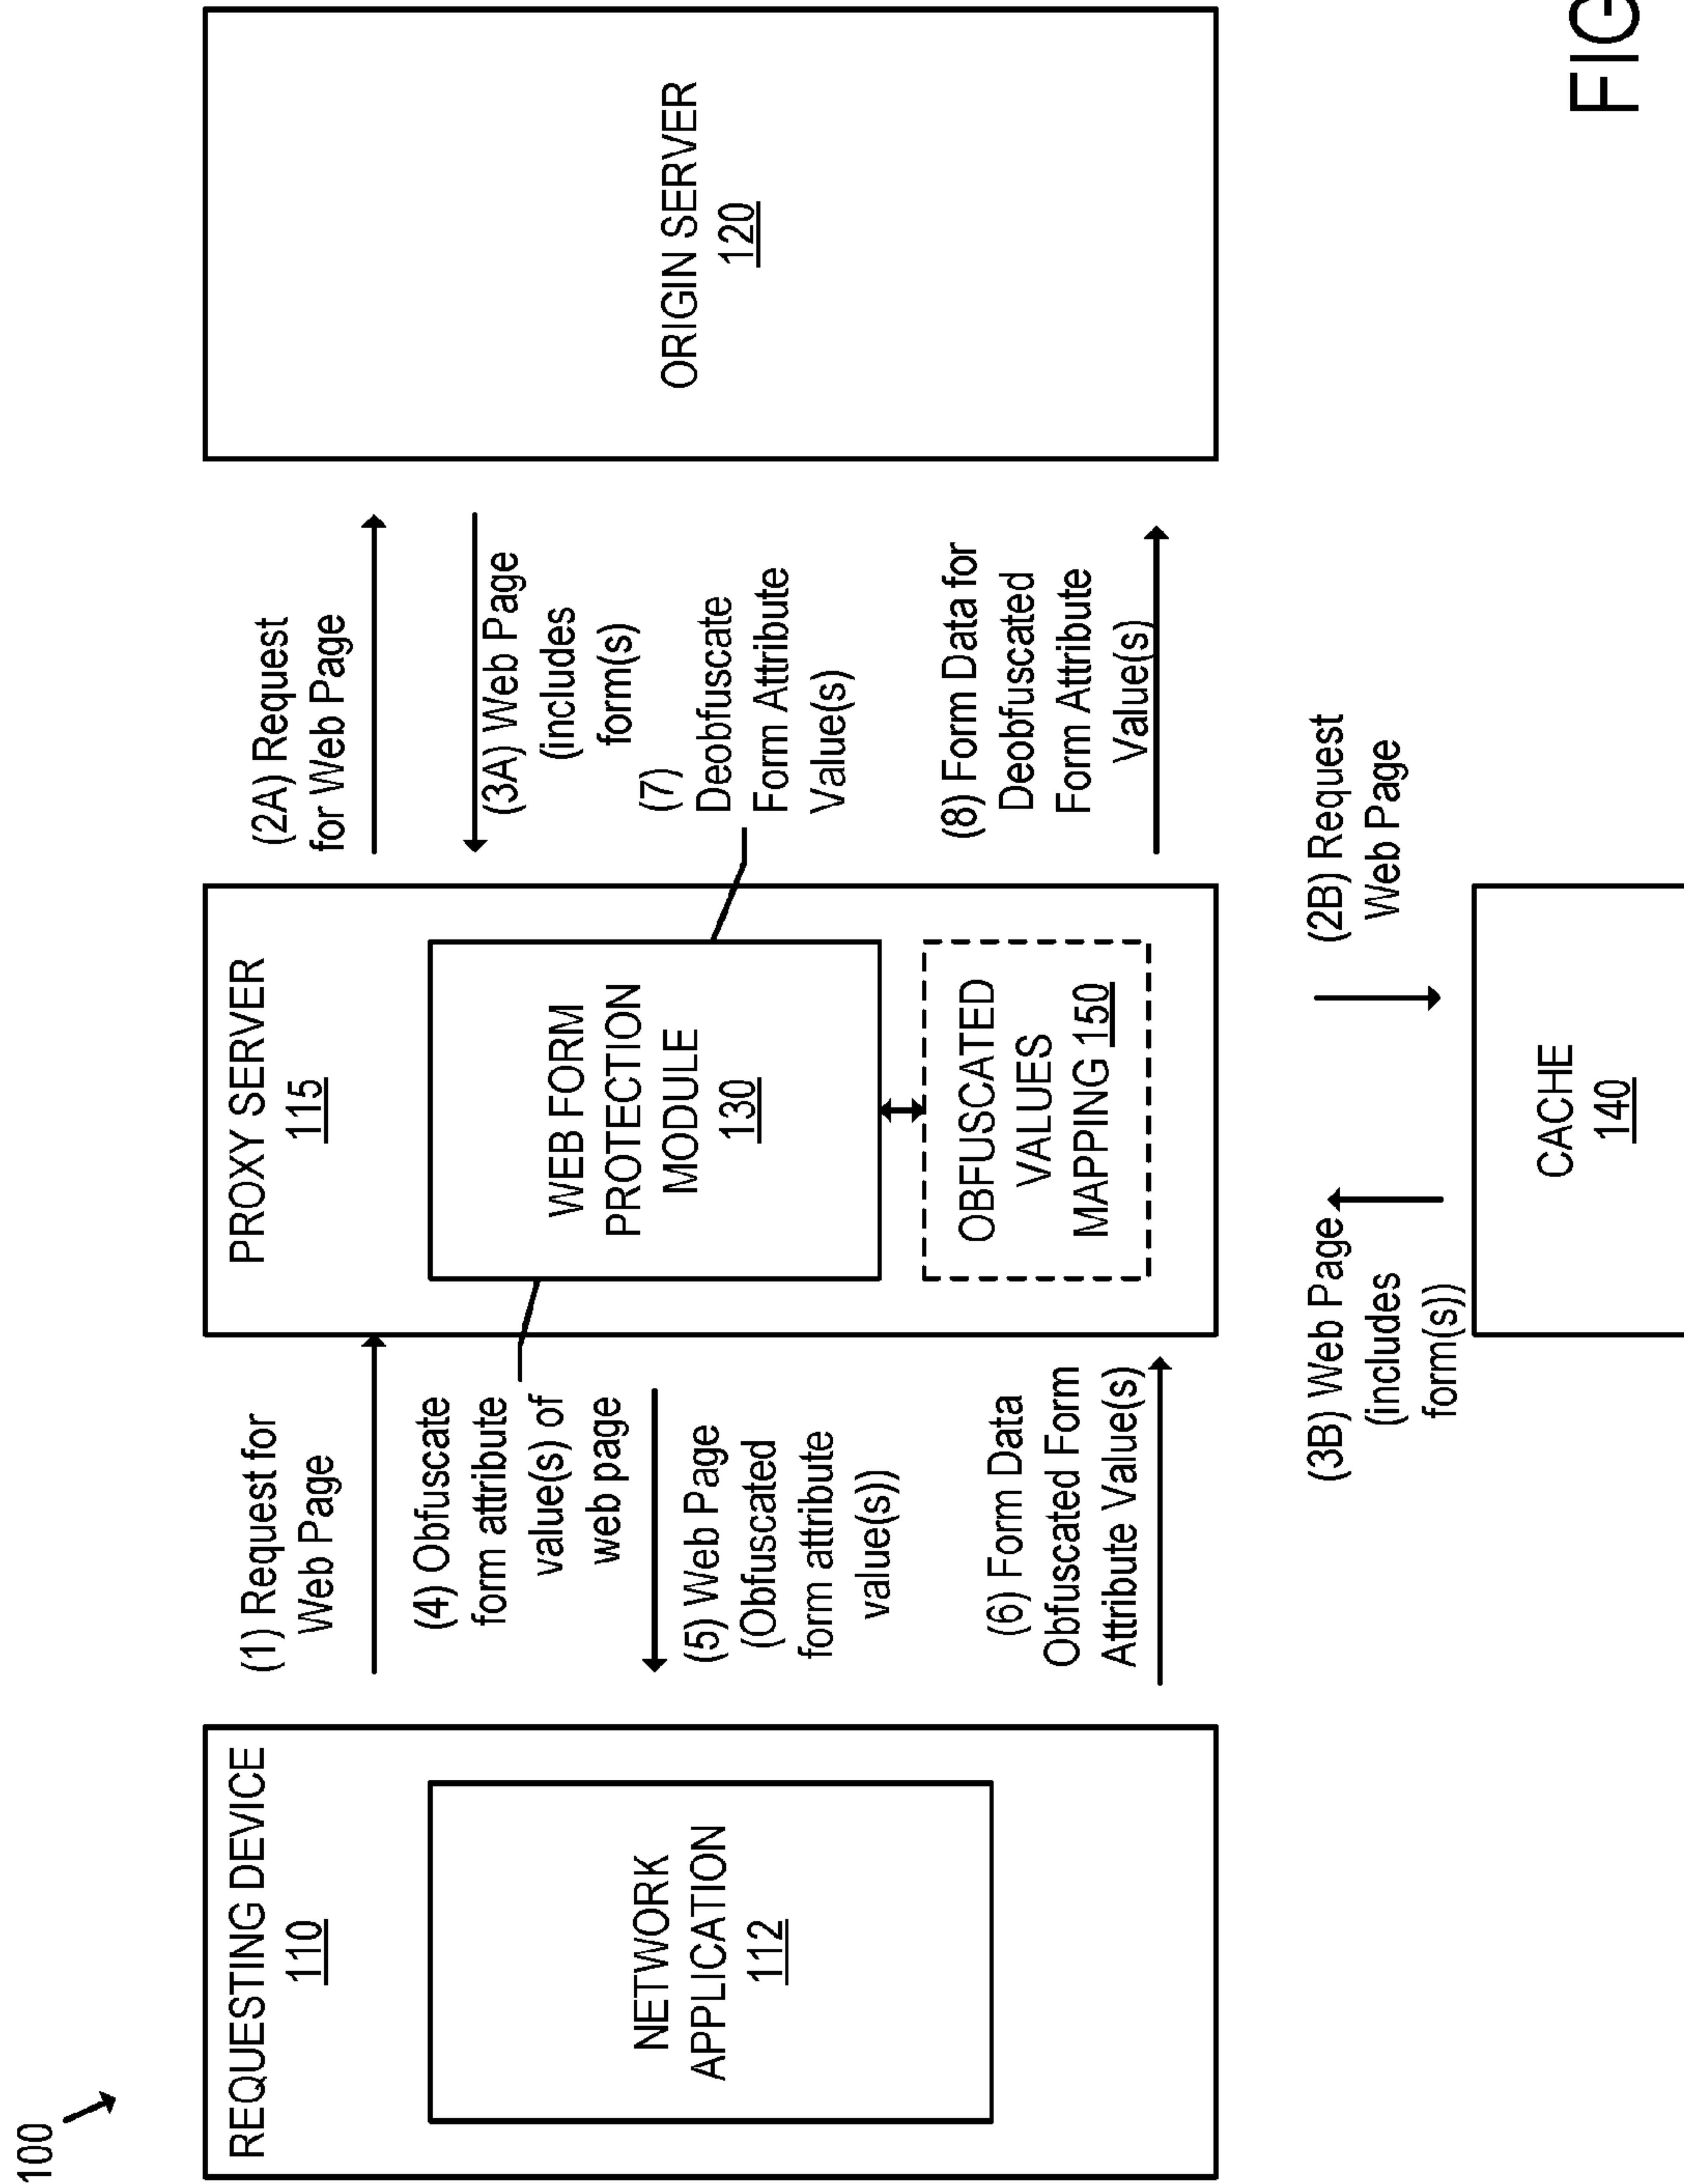 100
REQUESTING DEVICE
110
NETWORK
APPLICATION
112
(1) Request for
Web Page
(4) Obfuscate
form attribute
value(s) of
web page
(5) Web Page
(Obfuscated
form attribute
value(s))
(6) Form Data
Obfuscated Form
Attribute Value(s)
PROXY SERVER
115
WEB FORM
PROTECTION
MODULE
130
OBFUSCATED
VALUES
MAPPING 150
(2A) Request
for Web Page
(3A) Web Page
(includes
form(s)
(7)
Deobfuscate
Form Attribute
Value(s)
(8) Form Data for
Deobfuscated
Form Attribute
Value(s)
ORIGIN SERVER
120
(3B) Web Page
(includes
form(s))
(2B) Request
Web Page
CACHE
140
FIG